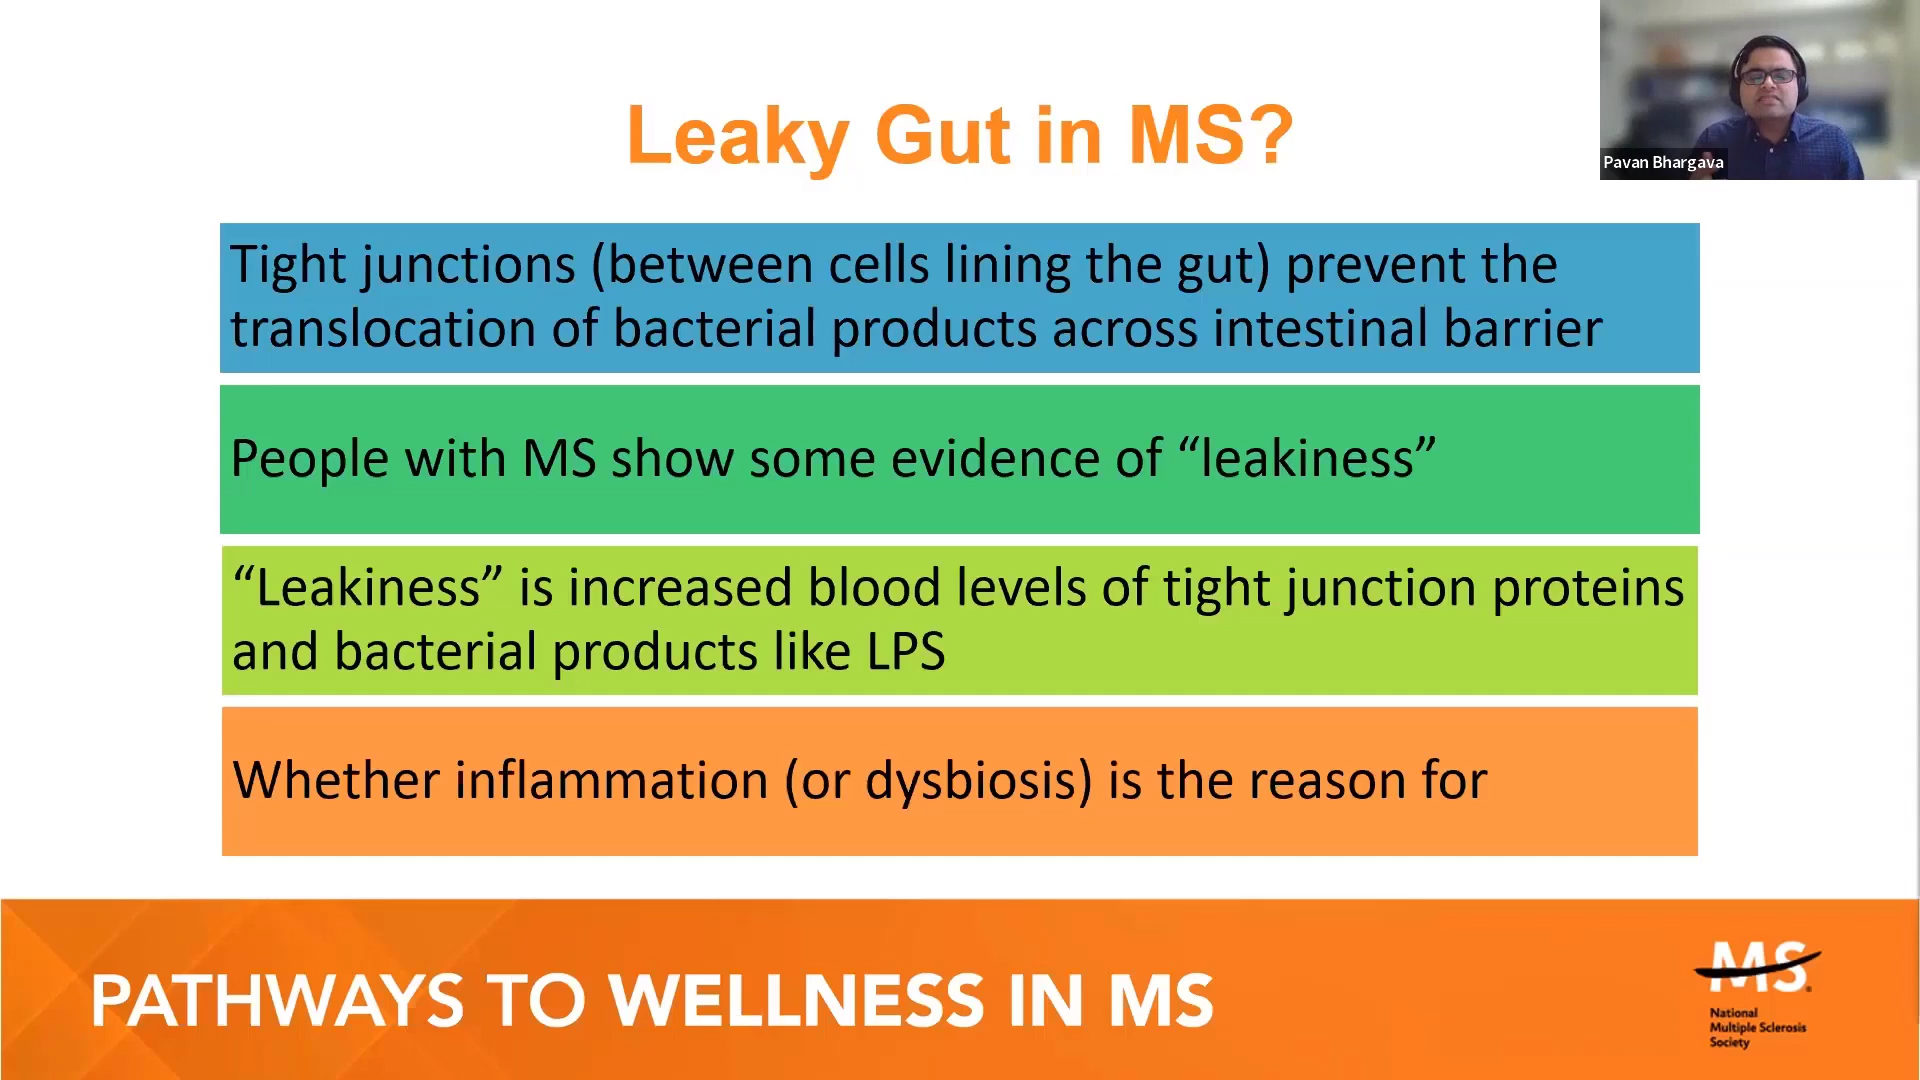 Leaky Gut in MS?
Pavan Bhargava
Tight junctions (between cells lining the gut) prevent the
translocation of bacterial products across intestinal barrier
People with MS show some evidence of “leakiness”
“Leakiness” is increased blood levels of tight junction proteins
and bacterial products like LPS
Whether inflammation (or dysbiosis) is the reason for
PATHWAYS TO WELLNESS IN MS
MS
National
Multiple Sclerosis
Society